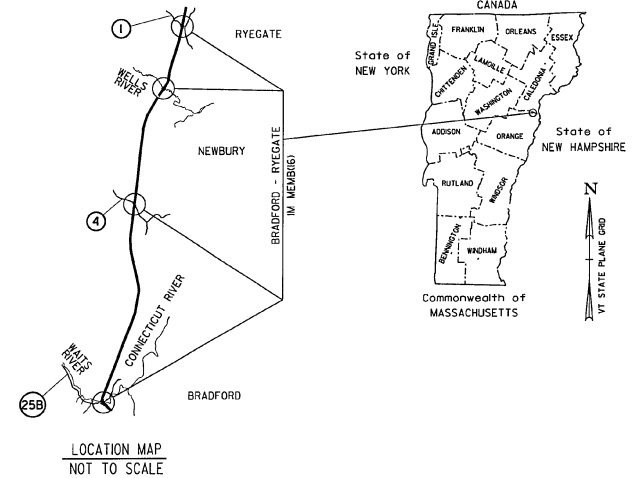 CANADA
1
RYEGATE
FRANKLIN
ORLEANS
ESSEX
GRAND ISLE
State of
NEW YORK
LAMOILLE
CHITTENDEN
CALEDONIA
WELLS
RIVER
WASHINGTON
ADDISON
ORANGE
State of
NEW HAMPSHIRE
NEWBURY
BRADFORD - RYEGATE
IM MEMB(16)
RUTLAND
WINDSOR
N
4
BENNINGTON
WINDHAM
VT STATE PLANE GRID
CONNECTICUT RIVER
Commonwealth of
MASSACHUSETTS
WAITS
RIVER
25B
BRADFORD
LOCATION MAP
NOT TO SCALE